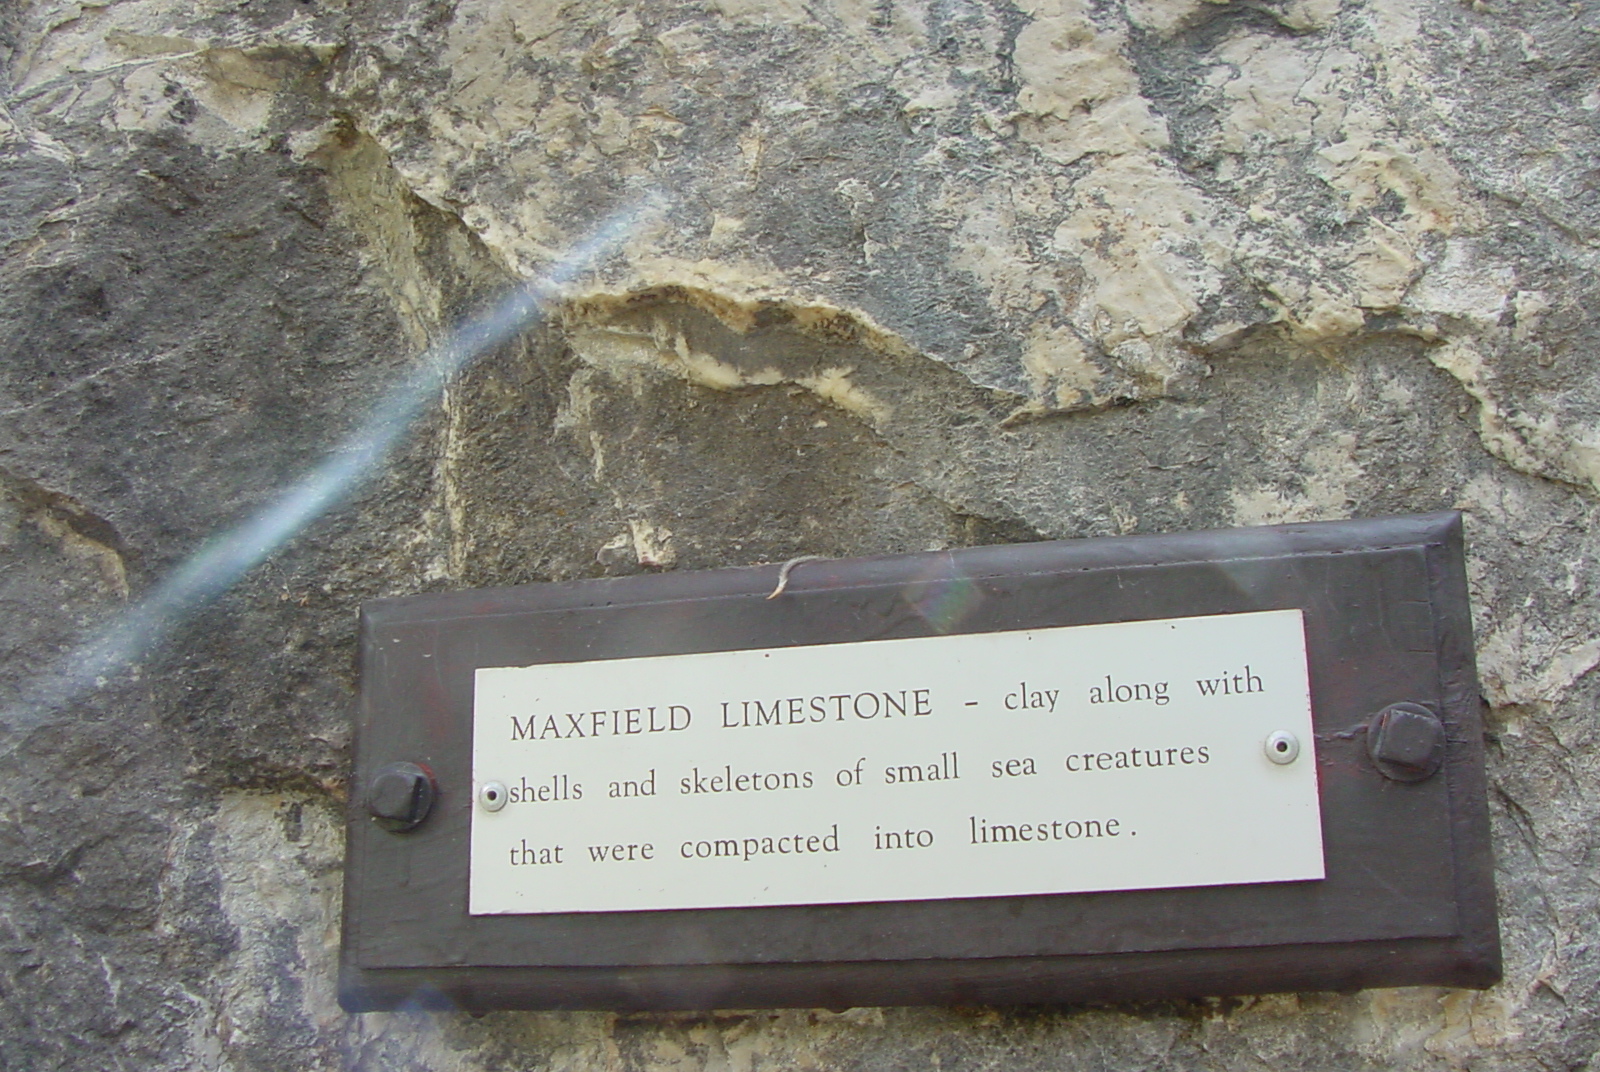 MAXFIELD LIMESTONE - clay along with
shells and skeletons of small sea creatures
that were compacted into limestone.